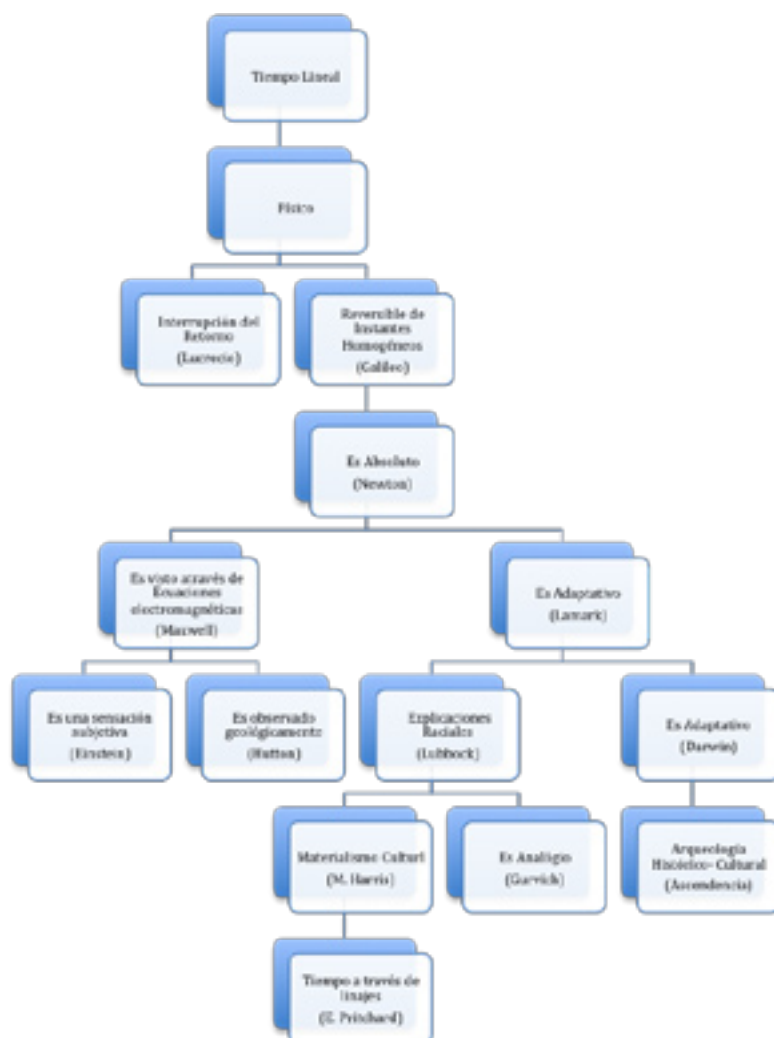 Tiempo Lineal
Físico
Interrupción del
Retorno
(Lucrecio)
Reversible de
Instantes
Homogéneos
(Galileo)
Es Absoluto
(Newton)
Es visto através de
Ecuaciones
electromagnéticas
(Maxwell)
Es Adaptativo
(Lamark)
Es una sensación
subjetiva
(Einstein)
Es observado
geológicamente
(Hutton)
Explicaciones
Raciales
(Lubbock)
Es Adaptativo
(Darwin)
Materialismo Culturl
(M. Harris)
Es Analógio
(Gurvich)
Arqueología
Histórico- Cultural
(Ascendencia)
Tiempo a través de
linajes
(E. Pritchard)